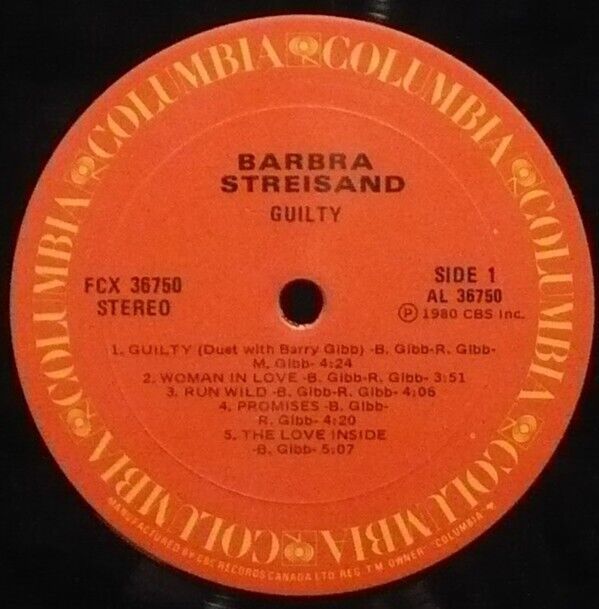 COLUMBIA COLUMBIA COLUMBIA COLUMBIA COLUMBIA COLUMBIA COLUMBIA COLUMBIA
BARBRA
STREISAND
GUILTY
FCX 36750
STEREO
SIDE 1
AL 36750
Ⓟ 1980 CBS Inc.
1. GUILTY (Duet with Barry Gibb) -B. Gibb-R. Gibb-
M. Gibb- 4:24
2. WOMAN IN LOVE -B. Gibb-R. Gibb- 3:51
3. RUN WILD -B. Gibb-R. Gibb- 4:06
4. PROMISES -B. Gibb-
R. Gibb- 4:20
5. THE LOVE INSIDE
-B. Gibb- 5:07
MANUFACTURED BY CBS RECORDS CANADA LTD. REG. T'M. OWNER "COLUMBIA"